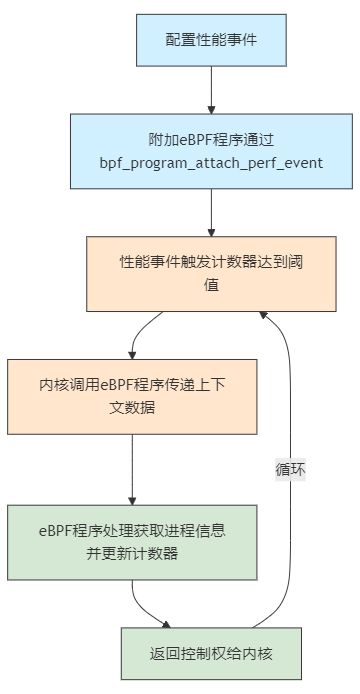 配置性能事件
附加eBPF程序通过
bpf_program_attach_perf_event
性能事件触发计数器达到阈
值
内核调用eBPF程序传递上下
文数据
循环
eBPF程序处理获取进程信息
并更新计数器
返回控制权给内核